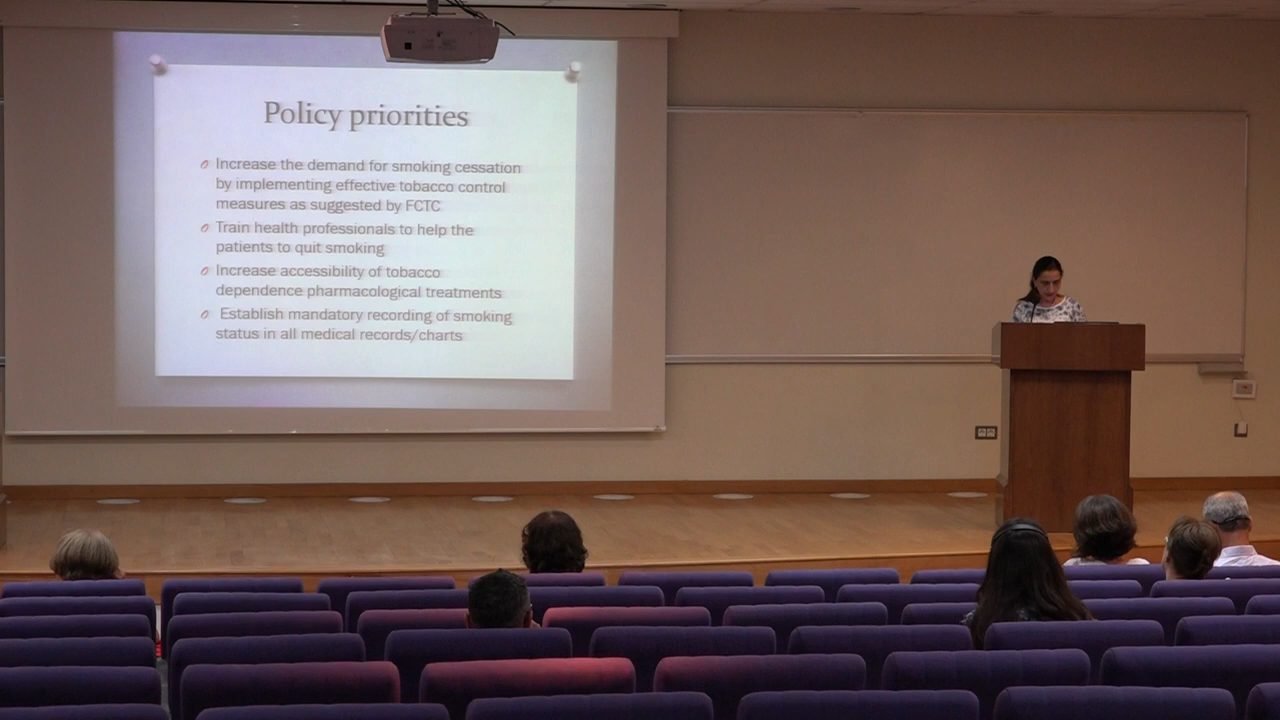 Policy priorities
Increase the demand for smoking cessation
by implementing effective tobacco control
measures as suggested by FCTC
Train health professionals to help the
patients to quit smoking
Increase accessibility of tobacco
dependence pharmacological treatments
Establish mandatory recording of smoking
status in all medical records/charts